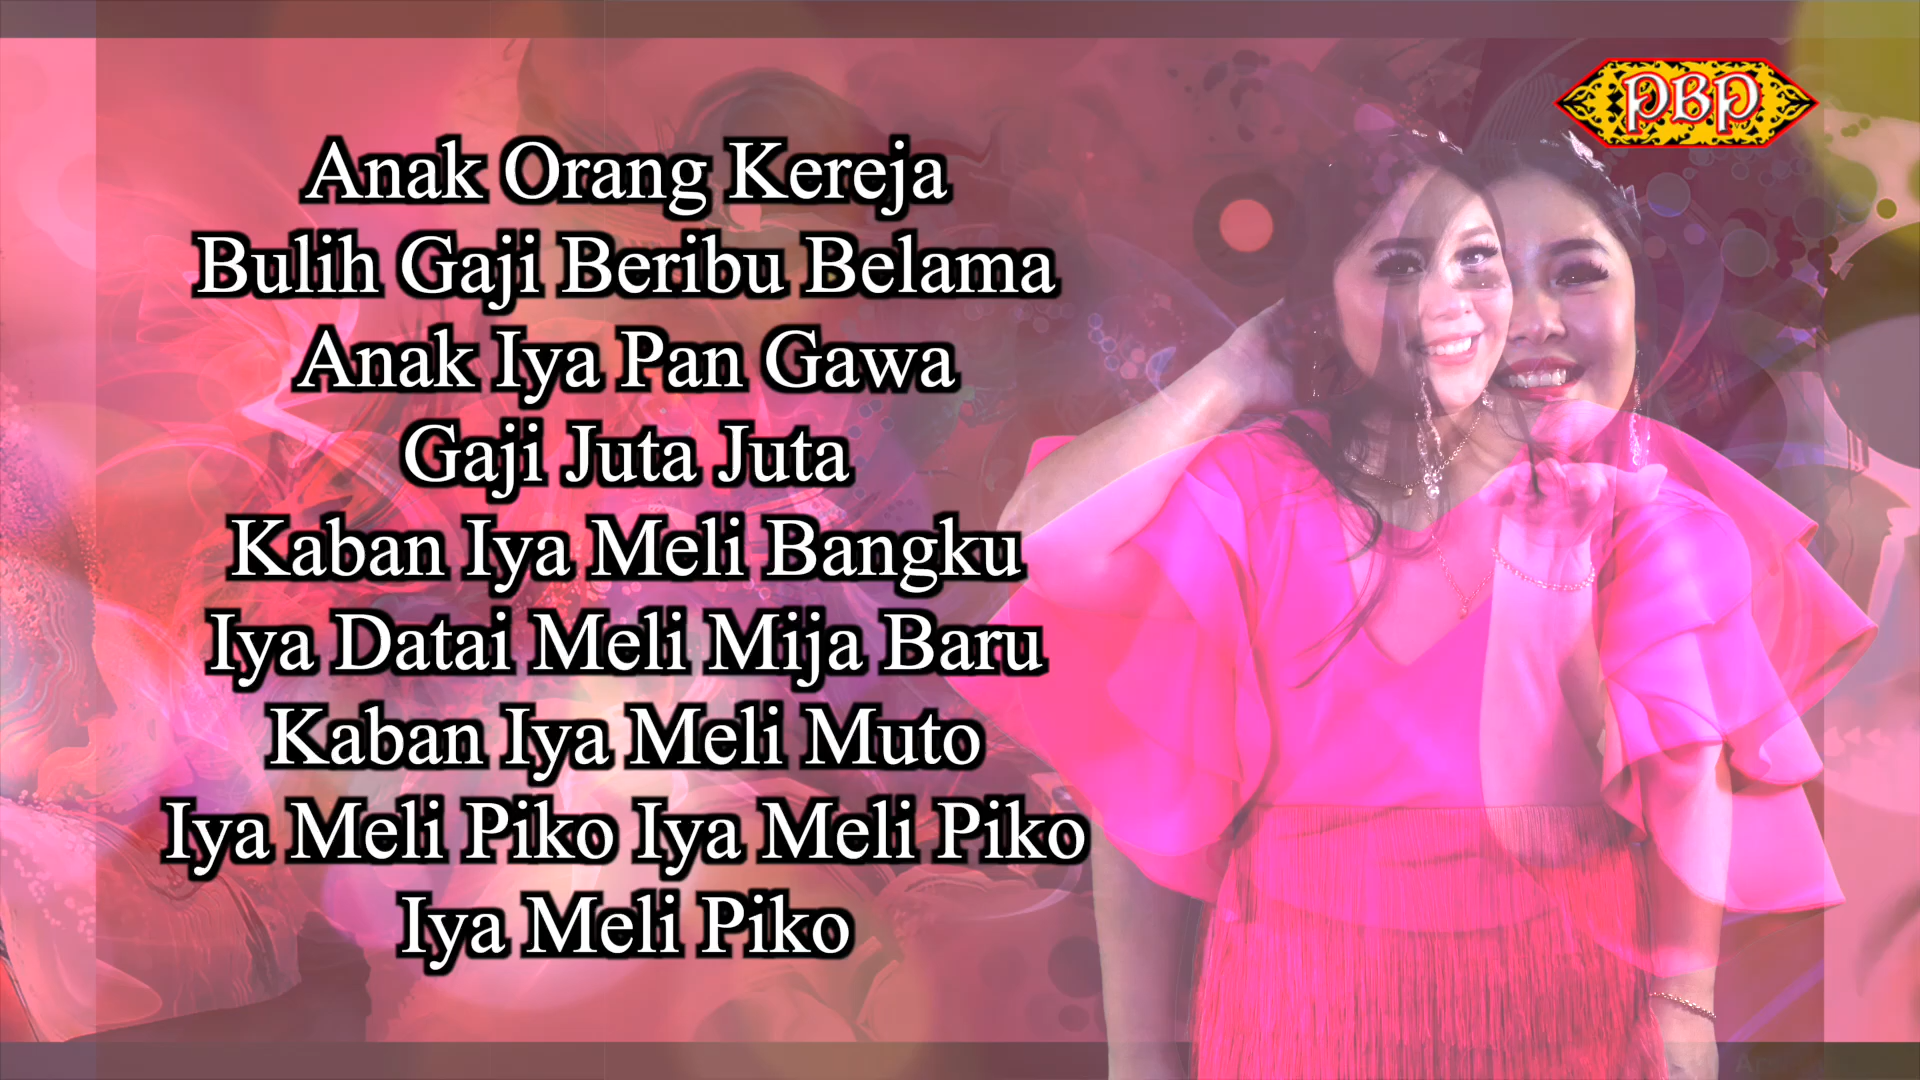 PBP
Anak Orang Kereja
Bulih Gaji Beribu Belama
Anak Iya Pan Gawa
Gaji Juta Juta
Kaban Iya Meli Bangku
Iya Datai Meli Mija Baru
Kaban Iya Meli Muto
Iya Meli Piko Iya Meli Piko
Iya Meli Piko